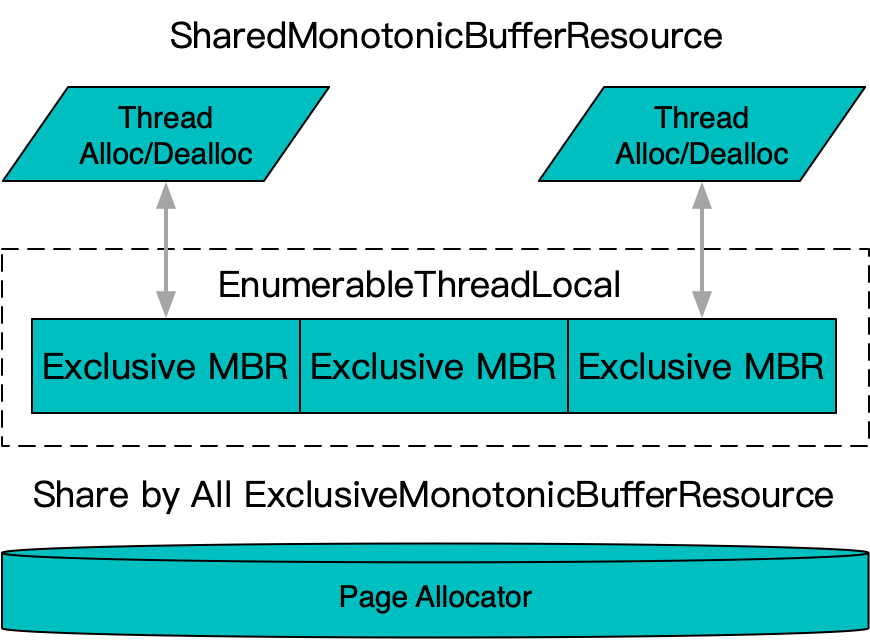 SharedMonotonicBufferResource
Thread
Alloc/Dealloc
Thread
Alloc/Dealloc
EnumerableThreadLocal
Exclusive MBR
Exclusive MBR
Exclusive MBR
Share by All ExclusiveMonotonicBufferResource
Page Allocator